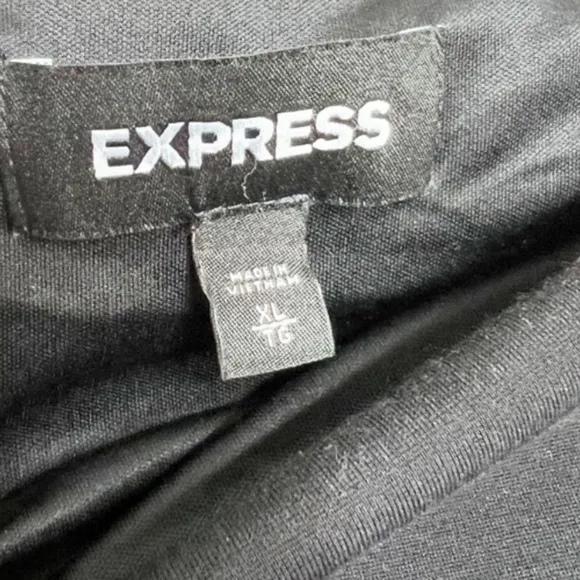 EXPRESS
MADE IN
VIETNAM
XL
TG